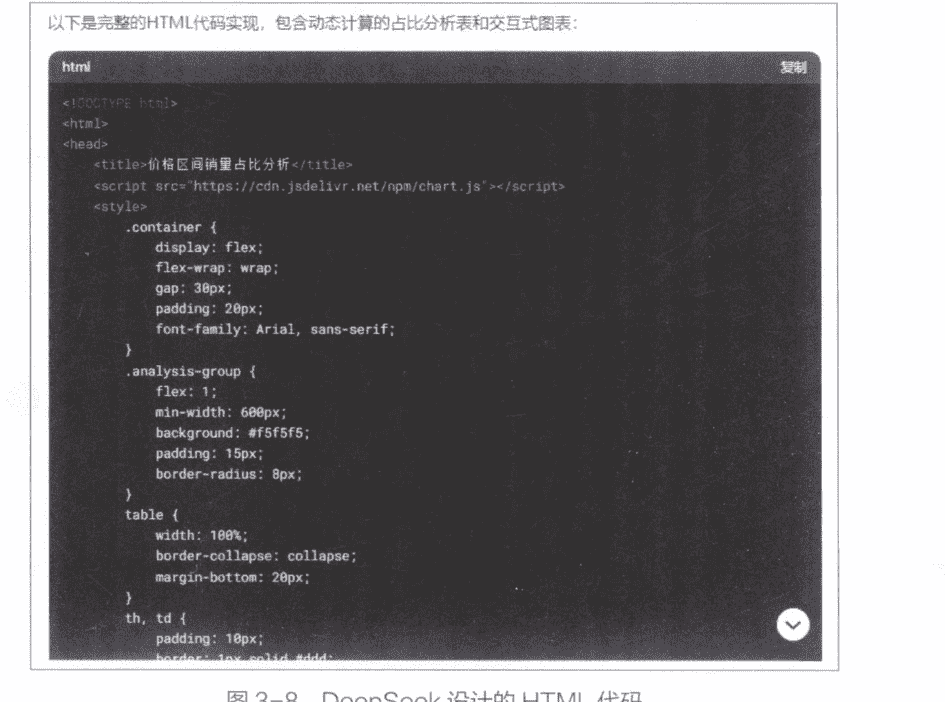 以下是完整的HTML代码实现，包含动态计算的占比分析表和交互式图表：
html 复制
<!DOCTYPE html>
<html>
<head>
<title>价格区间销量占比分析</title>
<script src="https://cdn.jsdelivr.net/npm/chart.js"></script>
<style>
.container {
display: flex;
flex-wrap: wrap;
gap: 30px;
padding: 20px;
font-family: Arial, sans-serif;
}
.analysis-group {
flex: 1;
min-width: 600px;
background: #f5f5f5;
padding: 15px;
border-radius: 8px;
}
table {
width: 100%;
border-collapse: collapse;
margin-bottom: 20px;
}
th, td {
padding: 10px;
border: 1px solid #ddd;
图 3-8 DeepSeek 设计的 HTML 代码